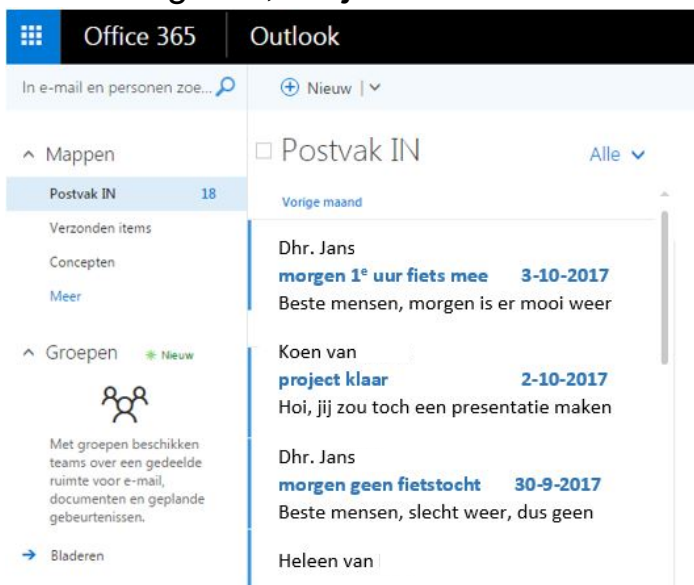 Office 365 Outlook
In e-mail en personen zoe... Nieuw
Mappen
Postvak IN 18
Verzonden items
Concepten
Meer
Groepen Nieuw
Met groepen beschikken
teams over een gedeelde
ruimte voor e-mail,
documenten en geplande
gebeurtenissen.
Bladeren
Postvak IN Alle
Vorige maand
Dhr. Jans
morgen 1e uur fiets mee 3-10-2017
Beste mensen, morgen is er mooi weer
Koen van
project klaar 2-10-2017
Hoi, jij zou toch een presentatie maken
Dhr. Jans
morgen geen fietstocht 30-9-2017
Beste mensen, slecht weer, dus geen
Heleen van